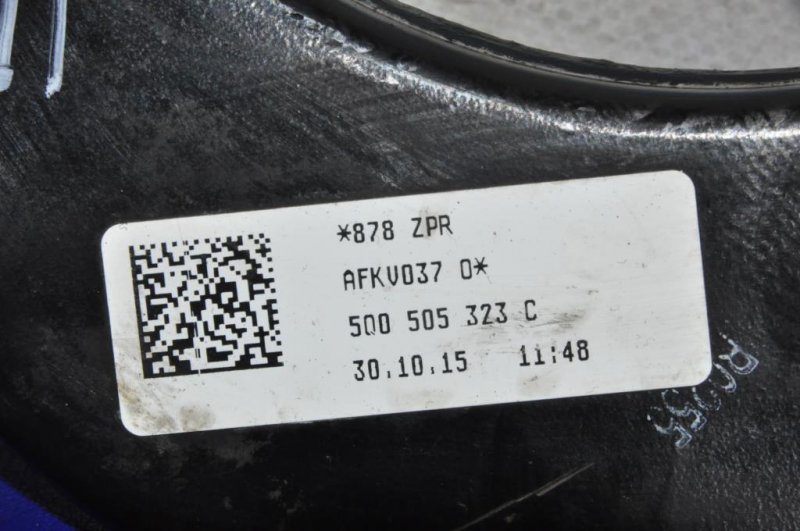 *878 ZPR
AFKV037 0*
5Q0 505 323 C
30.10.15 11:48